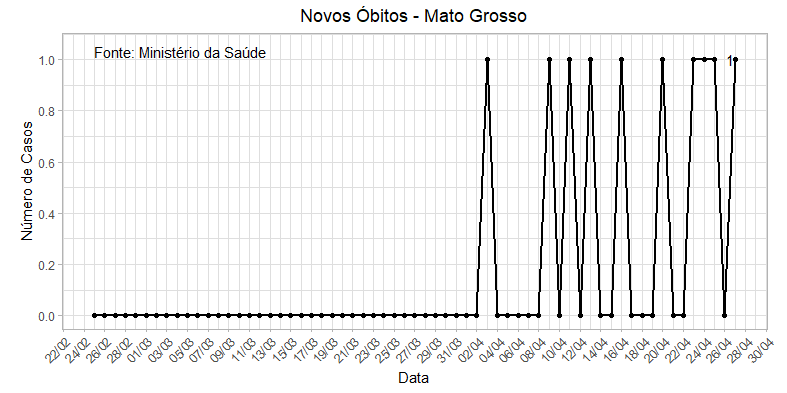 Novos Óbitos - Mato Grosso
Fonte: Ministério da Saúde
1
Número de Casos
1.0
0.8
0.6
0.4
0.2
0.0
22/02 24/02 26/02 28/02 01/03 03/03 05/03 07/03 09/03 11/03 13/03 15/03 17/03 19/03 21/03 23/03 25/03 27/03 29/03 31/03 02/04 04/04 06/04 08/04 10/04 12/04 14/04 16/04 18/04 20/04 22/04 24/04 26/04 28/04 30/04
Data